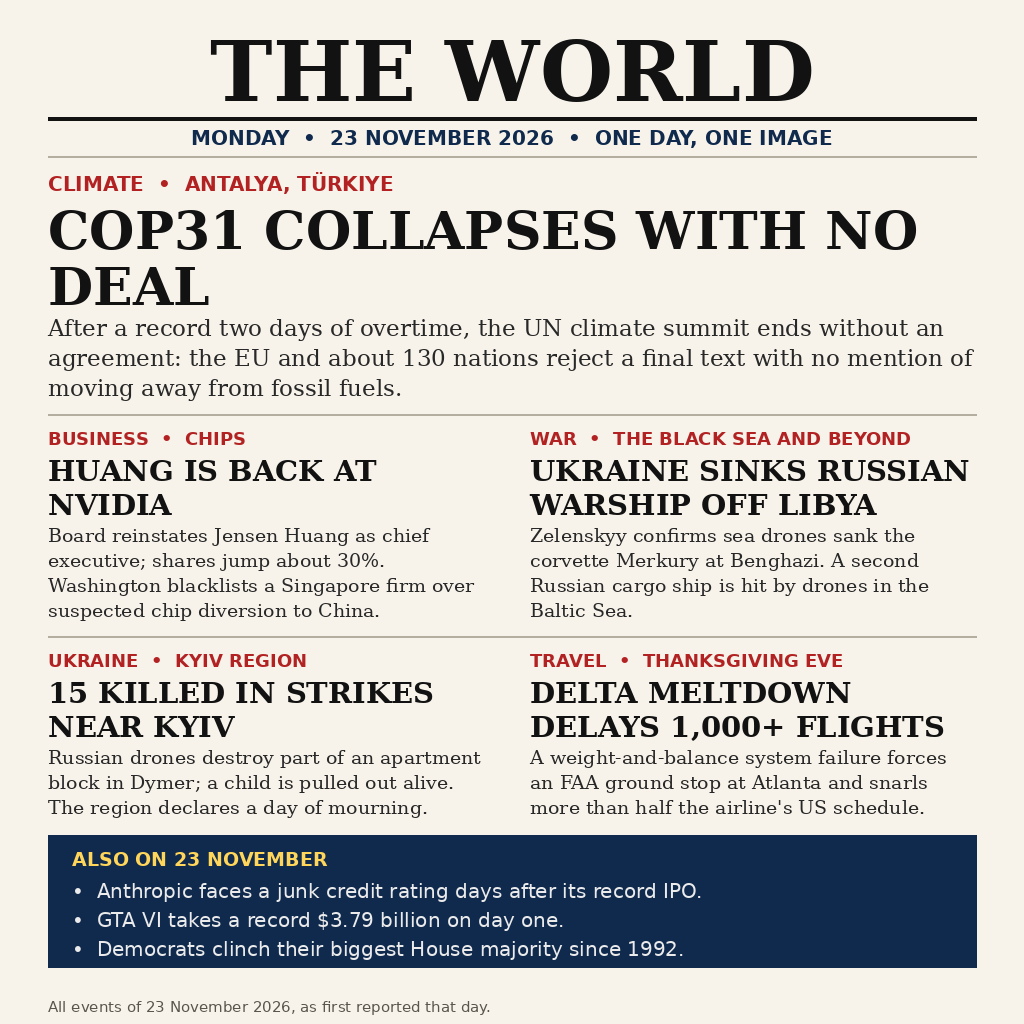 THE WORLD
MONDAY • 23 NOVEMBER 2026 • ONE DAY, ONE IMAGE
CLIMATE • ANTALYA, TÜRKIYE
COP31 COLLAPSES WITH NO
DEAL
After a record two days of overtime, the UN climate summit ends without an
agreement: the EU and about 130 nations reject a final text with no mention of
moving away from fossil fuels.
BUSINESS • CHIPS
HUANG IS BACK AT
NVIDIA
Board reinstates Jensen Huang as chief
executive; shares jump about 30%.
Washington blacklists a Singapore firm over
suspected chip diversion to China.
WAR • THE BLACK SEA AND BEYOND
UKRAINE SINKS RUSSIAN
WARSHIP OFF LIBYA
Zelenskyy confirms sea drones sank the
corvette Merkury at Benghazi. A second
Russian cargo ship is hit by drones in the
Baltic Sea.
UKRAINE • KYIV REGION
15 KILLED IN STRIKES
NEAR KYIV
Russian drones destroy part of an apartment
block in Dymer; a child is pulled out alive.
The region declares a day of mourning.
TRAVEL • THANKSGIVING EVE
DELTA MELTDOWN
DELAYS 1,000+ FLIGHTS
A weight-and-balance system failure forces
an FAA ground stop at Atlanta and snarls
more than half the airline's US schedule.
ALSO ON 23 NOVEMBER
• Anthropic faces a junk credit rating days after its record IPO.
• GTA VI takes a record $3.79 billion on day one.
• Democrats clinch their biggest House majority since 1992.
All events of 23 November 2026, as first reported that day.